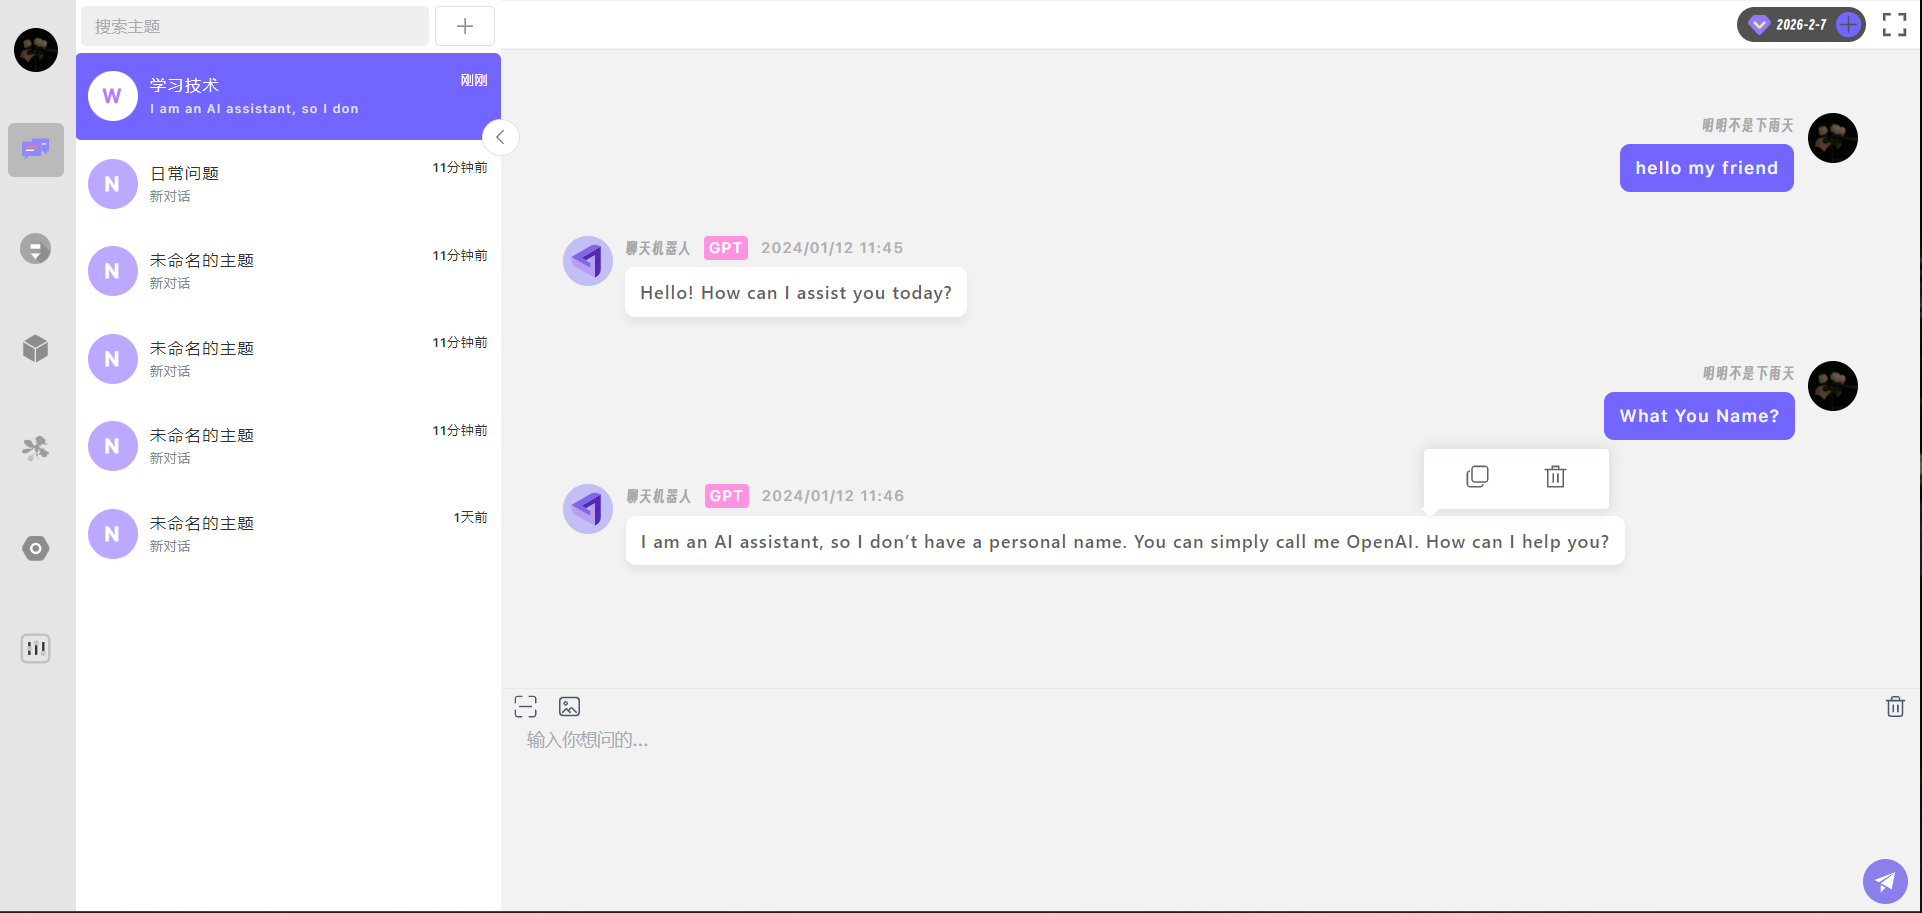 搜索主题
W
学习技术
刚刚
I am an AI assistant, so I don
N
日常问题
11分钟前
新对话
N
未命名的主题
11分钟前
新对话
N
未命名的主题
11分钟前
新对话
N
未命名的主题
11分钟前
新对话
N
未命名的主题
1天前
新对话
2026-2-7
明明不是下雨天
hello my friend
聊天机器人 GPT 2024/01/12 11:45
Hello! How can I assist you today?
明明不是下雨天
What You Name?
聊天机器人 GPT 2024/01/12 11:46
I am an AI assistant, so I don’t have a personal name. You can simply call me OpenAI. How can I help you?
输入你想问的...